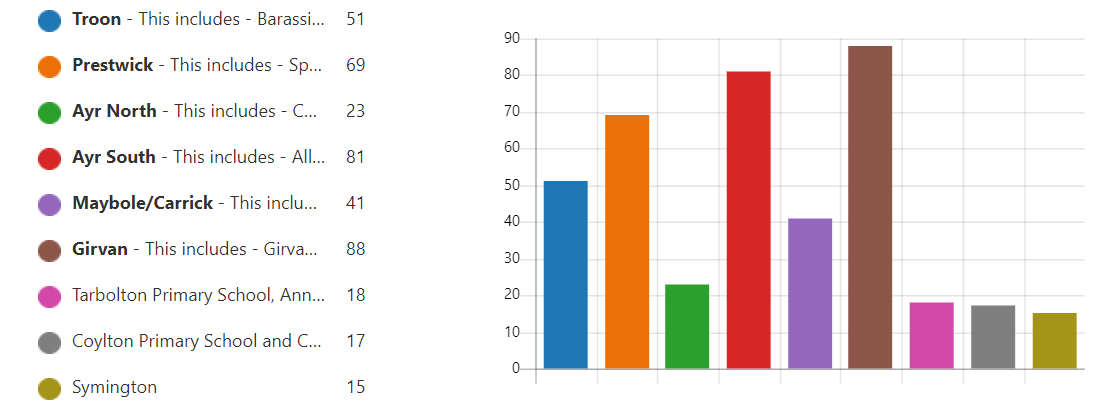 Troon - This includes - Barassi... 51
Prestwick - This includes - Sp... 69
Ayr North - This includes - C... 23
Ayr South - This includes - All... 81
Maybole/Carrick - This inclu... 41
Girvan - This includes - Girva... 88
Tarbolton Primary School, Ann... 18
Coylton Primary School and C... 17
Symington 15
90
80
70
60
50
40
30
20
10
0